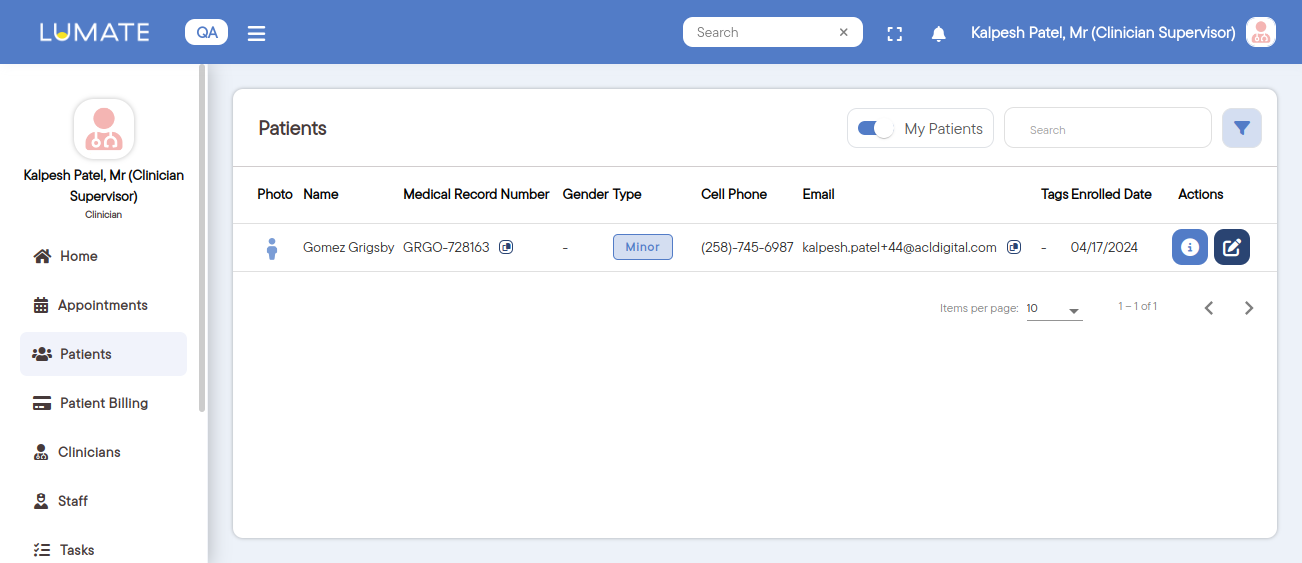 LUMATE QA Search × Kalpesh Patel, Mr (Clinician Supervisor)
Kalpesh Patel, Mr (Clinician
Supervisor)
Clinician
Home
Appointments
Patients
Patient Billing
Clinicians
Staff
Tasks
Patients My Patients Search
Photo Name Medical Record Number Gender Type Cell Phone Email Tags Enrolled Date Actions
Gomez Grigsby GRGO-728163 - Minor (258)-745-6987 kalpesh.patel+44@acldigital.com - 04/17/2024
Items per page: 10 1 – 1 of 1